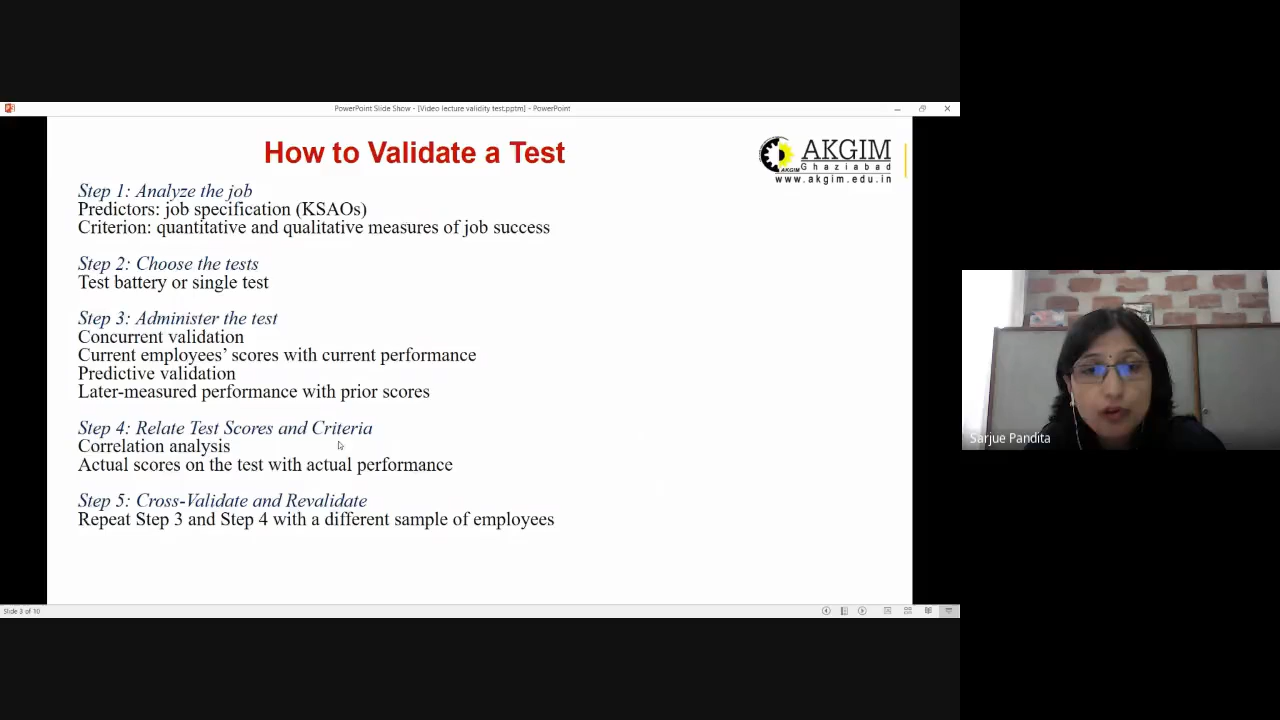 PowerPoint Slide Show - [Video lecture validity test.pptm] - PowerPoint
How to Validate a Test
AKGIM
Ghaziabad
www.akgim.edu.in
AKGIM
Step 1: Analyze the job
Predictors: job specification (KSAOs)
Criterion: quantitative and qualitative measures of job success
Step 2: Choose the tests
Test battery or single test
Step 3: Administer the test
Concurrent validation
Current employees’ scores with current performance
Predictive validation
Later-measured performance with prior scores
Step 4: Relate Test Scores and Criteria
Correlation analysis
Actual scores on the test with actual performance
Step 5: Cross-Validate and Revalidate
Repeat Step 3 and Step 4 with a different sample of employees
Slide 3 of 10
Sarjue Pandita